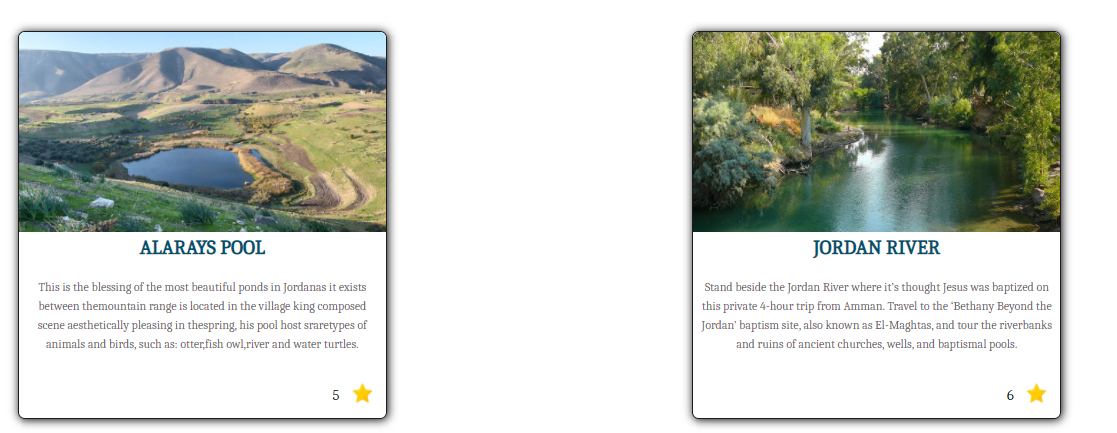 ALARAYS POOL
This is the blessing of the most beautiful ponds in Jordanas it exists
between themountain range is located in the village king composed
scene aesthetically pleasing in thespring, his pool host sraretypes of
animals and birds, such as: otter,fish owl,river and water turtles.
5
JORDAN RIVER
Stand beside the Jordan River where it's thought Jesus was baptized on
this private 4-hour trip from Amman. Travel to the 'Bethany Beyond the
Jordan' baptism site, also known as El-Maghtas, and tour the riverbanks
and ruins of ancient churches, wells, and baptismal pools.
6